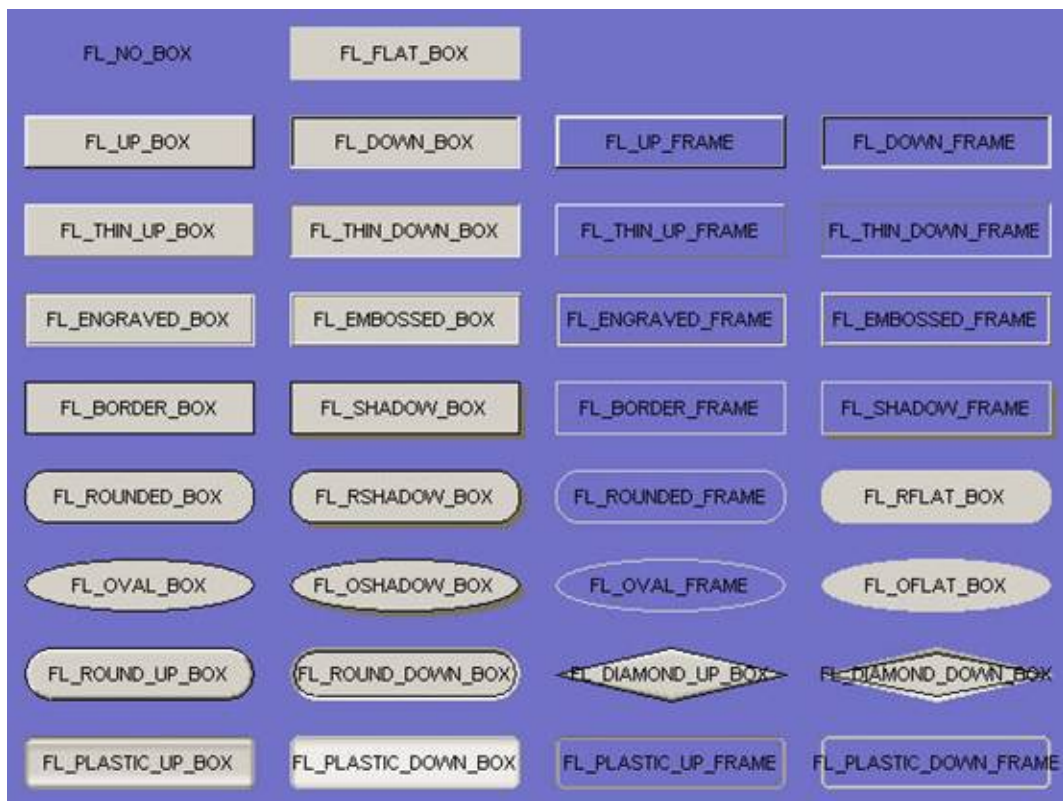 FL_NO_BOX FL_FLAT_BOX
FL_UP_BOX FL_DOWN_BOX FL_UP_FRAME FL_DOWN_FRAME
FL_THIN_UP_BOX FL_THIN_DOWN_BOX FL_THIN_UP_FRAME FL_THIN_DOWN_FRAME
FL_ENGRAVED_BOX FL_EMBOSSED_BOX FL_ENGRAVED_FRAME FL_EMBOSSED_FRAME
FL_BORDER_BOX FL_SHADOW_BOX FL_BORDER_FRAME FL_SHADOW_FRAME
FL_ROUNDED_BOX FL_RSHADOW_BOX FL_ROUNDED_FRAME FL_RFLAT_BOX
FL_OVAL_BOX FL_OSHADOW_BOX FL_OVAL_FRAME FL_OFLAT_BOX
FL_ROUND_UP_BOX FL_ROUND_DOWN_BOX FL_DIAMOND_UP_BOX FL_DIAMOND_DOWN_BOX
FL_PLASTIC_UP_BOX FL_PLASTIC_DOWN_BOX FL_PLASTIC_UP_FRAME FL_PLASTIC_DOWN_FRAME